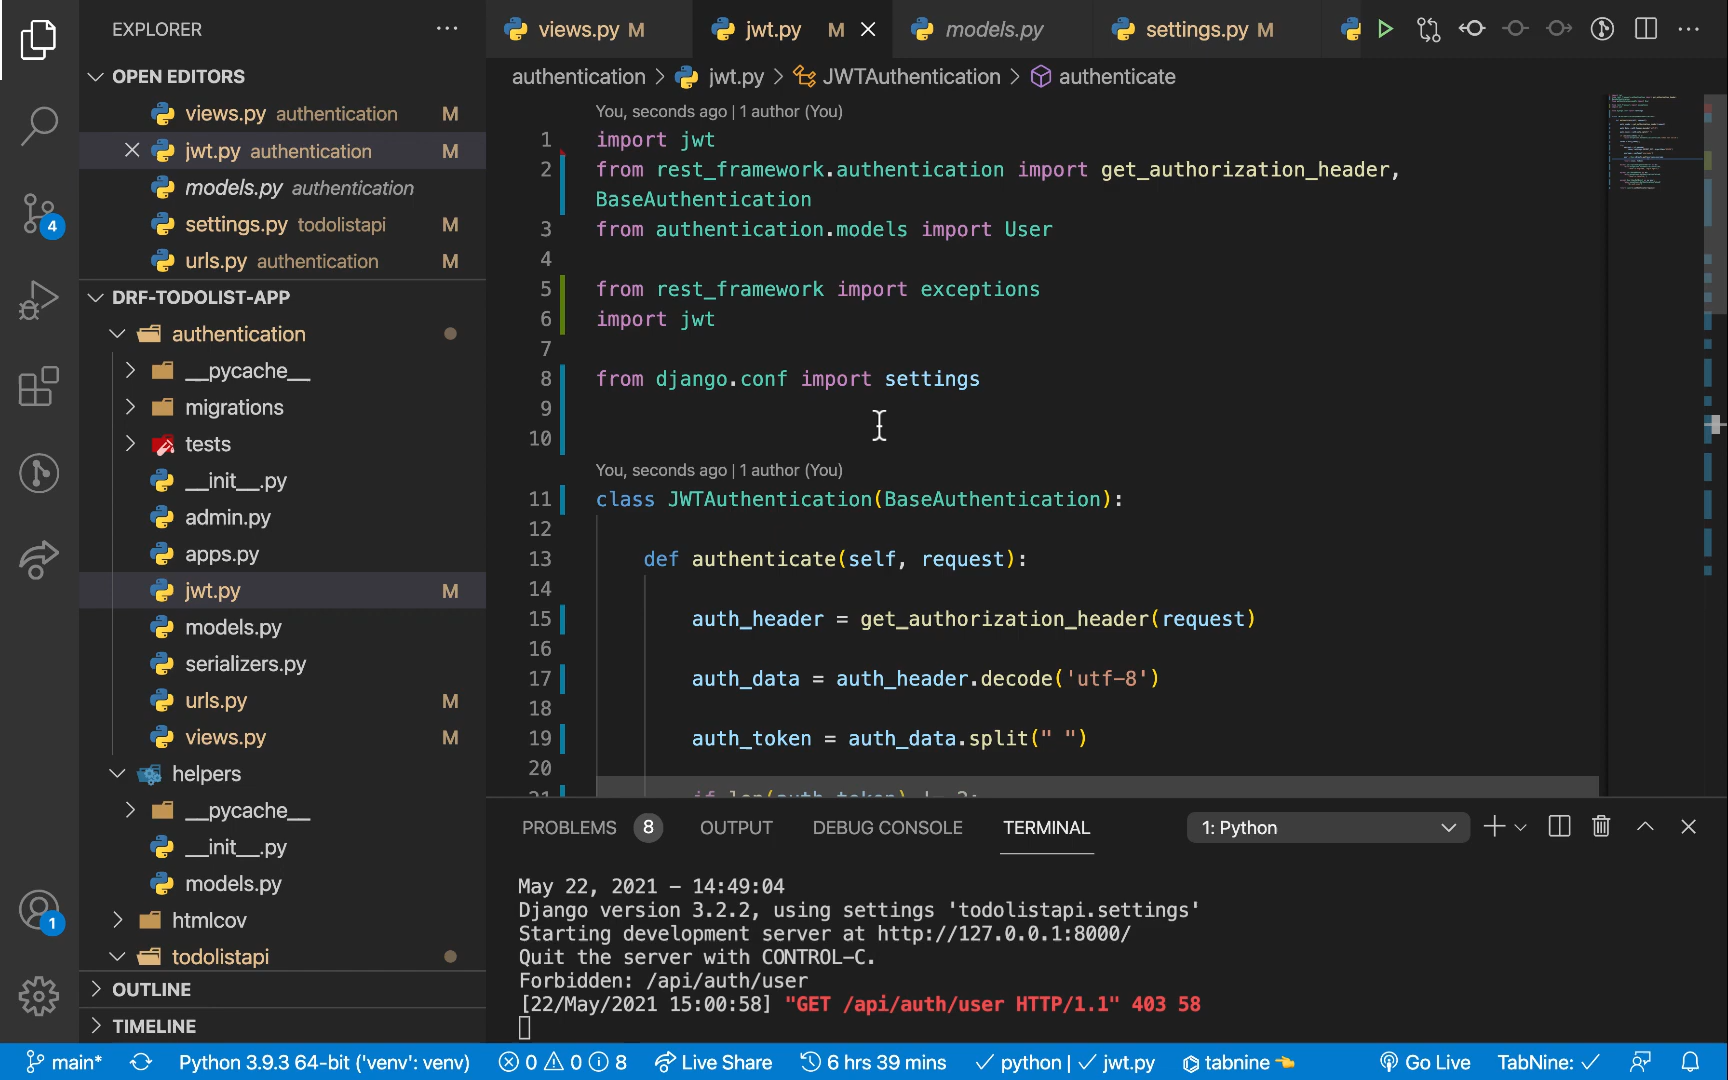 EXPLORER
OPEN EDITORS
views.py authentication M
jwt.py authentication M
models.py authentication
settings.py todolistapi M
urls.py authentication M
DRF-TODOLIST-APP
authentication
__pycache__
migrations
tests
__init__.py
admin.py
apps.py
jwt.py M
models.py
serializers.py
urls.py M
views.py M
helpers
__pycache__
__init__.py
models.py
htmlcov
todolistapi
OUTLINE
TIMELINE
4
1
views.py M jwt.py M models.py settings.py M
authentication > jwt.py > JWTAuthentication > authenticate
You, seconds ago | 1 author (You)
1 import jwt
2 from rest_framework.authentication import get_authorization_header,
BaseAuthentication
3 from authentication.models import User
4
5 from rest_framework import exceptions
6 import jwt
7
8 from django.conf import settings
9
10
You, seconds ago | 1 author (You)
11 class JWTAuthentication(BaseAuthentication):
12
13 def authenticate(self, request):
14
15 auth_header = get_authorization_header(request)
16
17 auth_data = auth_header.decode('utf-8')
18
19 auth_token = auth_data.split(" ")
20
21 if len(auth_token) != 2:
PROBLEMS 8 OUTPUT DEBUG CONSOLE TERMINAL 1: Python
May 22, 2021 - 14:49:04
Django version 3.2.2, using settings 'todolistapi.settings'
Starting development server at http://127.0.0.1:8000/
Quit the server with CONTROL-C.
Forbidden: /api/auth/user
[22/May/2021 15:00:58] "GET /api/auth/user HTTP/1.1" 403 58
main* Python 3.9.3 64-bit ('venv': venv) 0 0 8 Live Share 6 hrs 39 mins python | jwt.py tabnine Go Live TabNine: